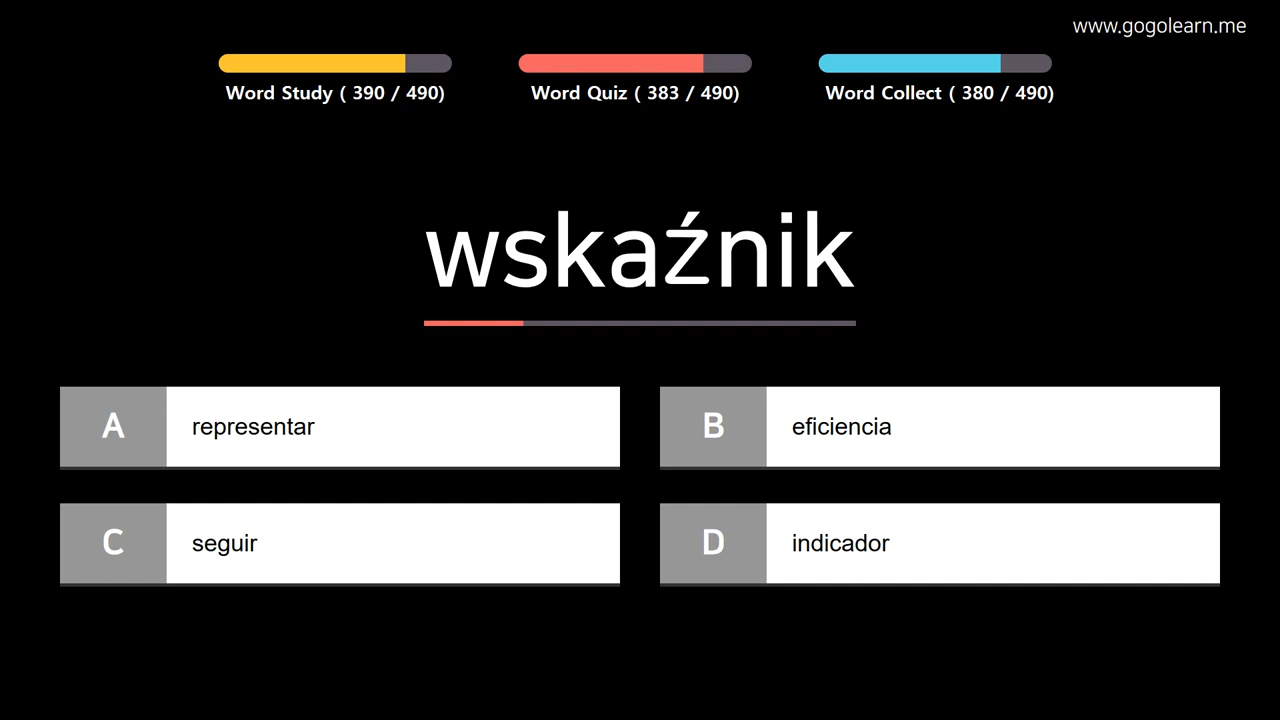 www.gogolearn.me
Word Study ( 390 / 490)
Word Quiz ( 383 / 490)
Word Collect ( 380 / 490)
wskaźnik
A representar
B eficiencia
C seguir
D indicador